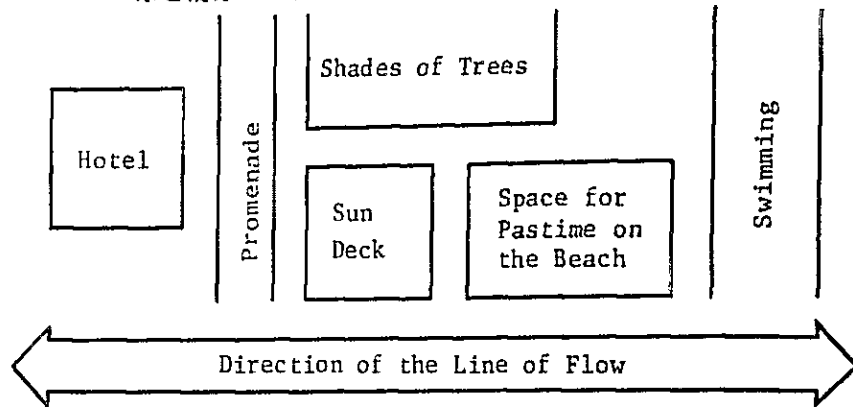 Shades of Trees
Hotel
Promenade
Sun
Deck
Space for
Pastime on
the Beach
Swimming
Direction of the Line of Flow